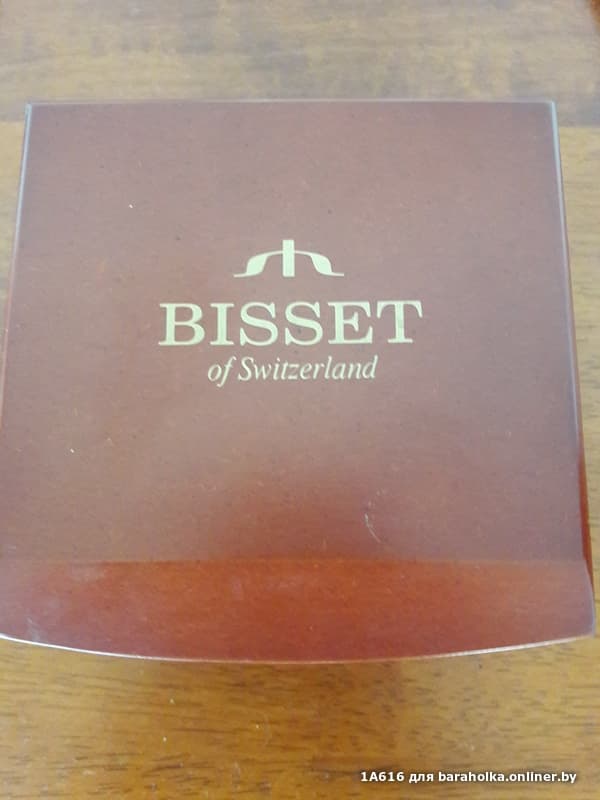 BISSET
of Switzerland
1A616 для baraholka.onliner.by